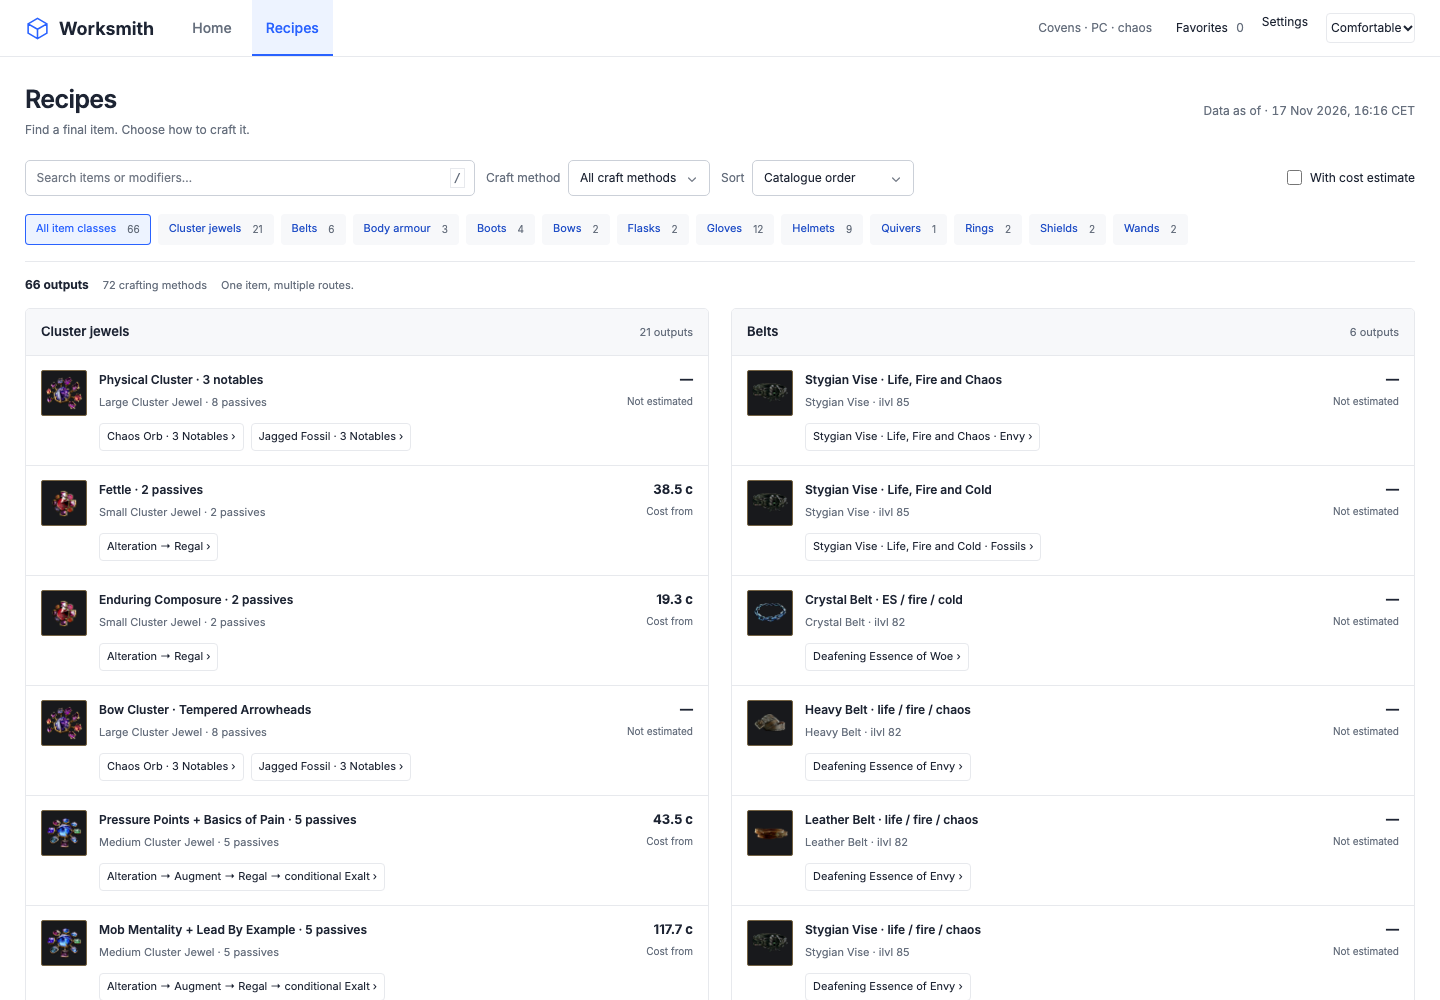 Worksmith
Home
Recipes
Covens · PC · chaos
Favorites 0
Settings
Comfortable
Recipes
Find a final item. Choose how to craft it.
Data as of · 17 Nov 2026, 16:16 CET
Search items or modifiers...
/
Craft method
All craft methods
Sort
Catalogue order
With cost estimate
All item classes 66
Cluster jewels 21
Belts 6
Body armour 3
Boots 4
Bows 2
Flasks 2
Gloves 12
Helmets 9
Quivers 1
Rings 2
Shields 2
Wands 2
66 outputs 72 crafting methods One item, multiple routes.
Cluster jewels
21 outputs
Physical Cluster · 3 notables
—
Large Cluster Jewel · 8 passives
Not estimated
Chaos Orb · 3 Notables ›
Jagged Fossil · 3 Notables ›
Fettle · 2 passives
38.5 c
Small Cluster Jewel · 2 passives
Cost from
Alteration → Regal ›
Enduring Composure · 2 passives
19.3 c
Small Cluster Jewel · 2 passives
Cost from
Alteration → Regal ›
Bow Cluster · Tempered Arrowheads
—
Large Cluster Jewel · 8 passives
Not estimated
Chaos Orb · 3 Notables ›
Jagged Fossil · 3 Notables ›
Pressure Points + Basics of Pain · 5 passives
43.5 c
Medium Cluster Jewel · 5 passives
Cost from
Alteration → Augment → Regal → conditional Exalt ›
Mob Mentality + Lead By Example · 5 passives
117.7 c
Medium Cluster Jewel · 5 passives
Cost from
Alteration → Augment → Regal → conditional Exalt ›
Belts
6 outputs
Stygian Vise · Life, Fire and Chaos
—
Stygian Vise · ilvl 85
Not estimated
Stygian Vise · Life, Fire and Chaos · Envy ›
Stygian Vise · Life, Fire and Cold
—
Stygian Vise · ilvl 85
Not estimated
Stygian Vise · Life, Fire and Cold · Fossils ›
Crystal Belt · ES / fire / cold
—
Crystal Belt · ilvl 82
Not estimated
Deafening Essence of Woe ›
Heavy Belt · life / fire / chaos
—
Heavy Belt · ilvl 82
Not estimated
Deafening Essence of Envy ›
Leather Belt · life / fire / chaos
—
Leather Belt · ilvl 82
Not estimated
Deafening Essence of Envy ›
Stygian Vise · life / fire / chaos
—
Stygian Vise · ilvl 85
Not estimated
Deafening Essence of Envy ›